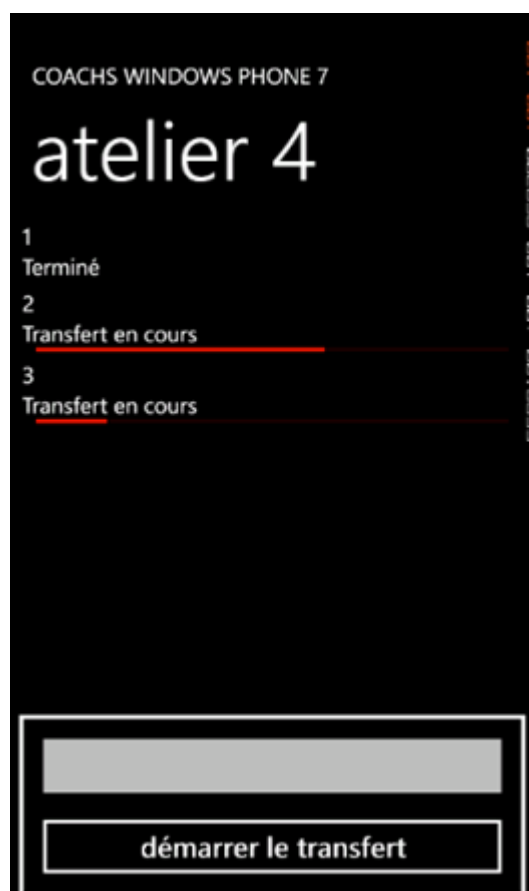 COACHS WINDOWS PHONE 7
atelier 4
1
Terminé
2
Transfert en cours
3
Transfert en cours
démarrer le transfert